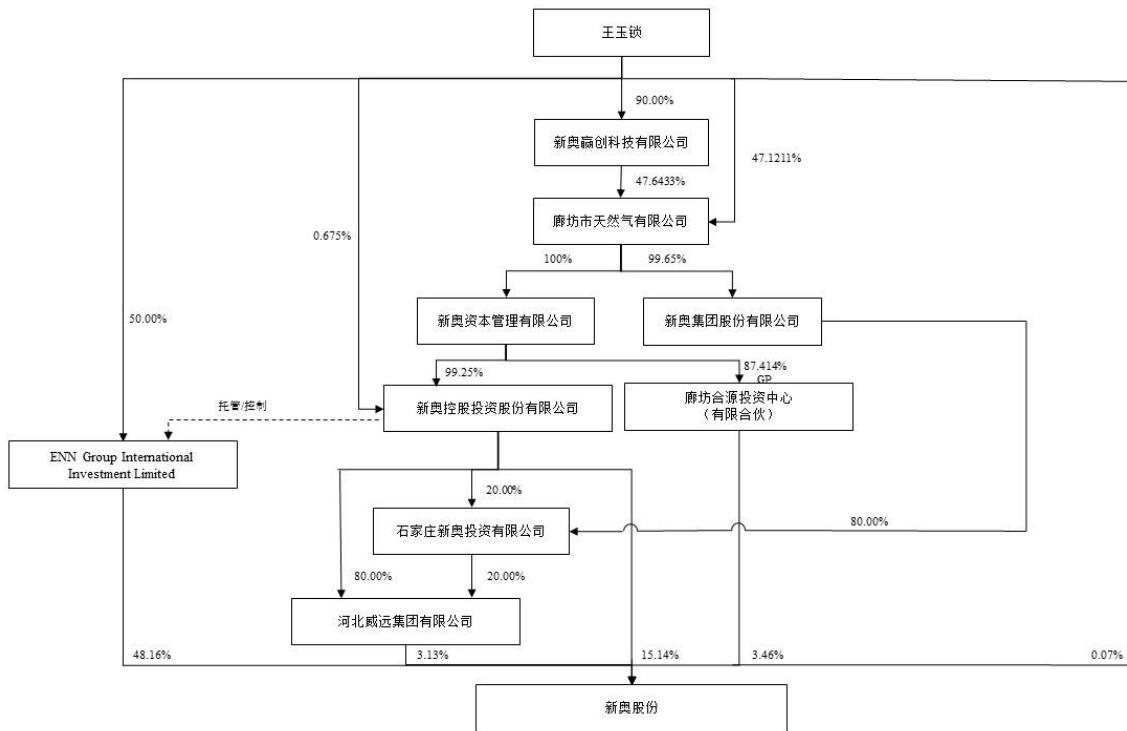 王玉锁
90.00%
新奥赢创科技有限公司
47.1211%
47.6433%
廊坊市天然气有限公司
0.675%
100%
99.65%
50.00%
新奥资本管理有限公司
新奥集团股份有限公司
99.25%
87.414%
GP
托管/控制
新奥控股投资股份有限公司
廊坊合源投资中心
（有限合伙）
ENN Group International
Investment Limited
20.00%
石家庄新奥投资有限公司
80.00%
80.00%
20.00%
河北威远集团有限公司
48.16%
3.13%
15.14%
3.46%
0.07%
新奥股份